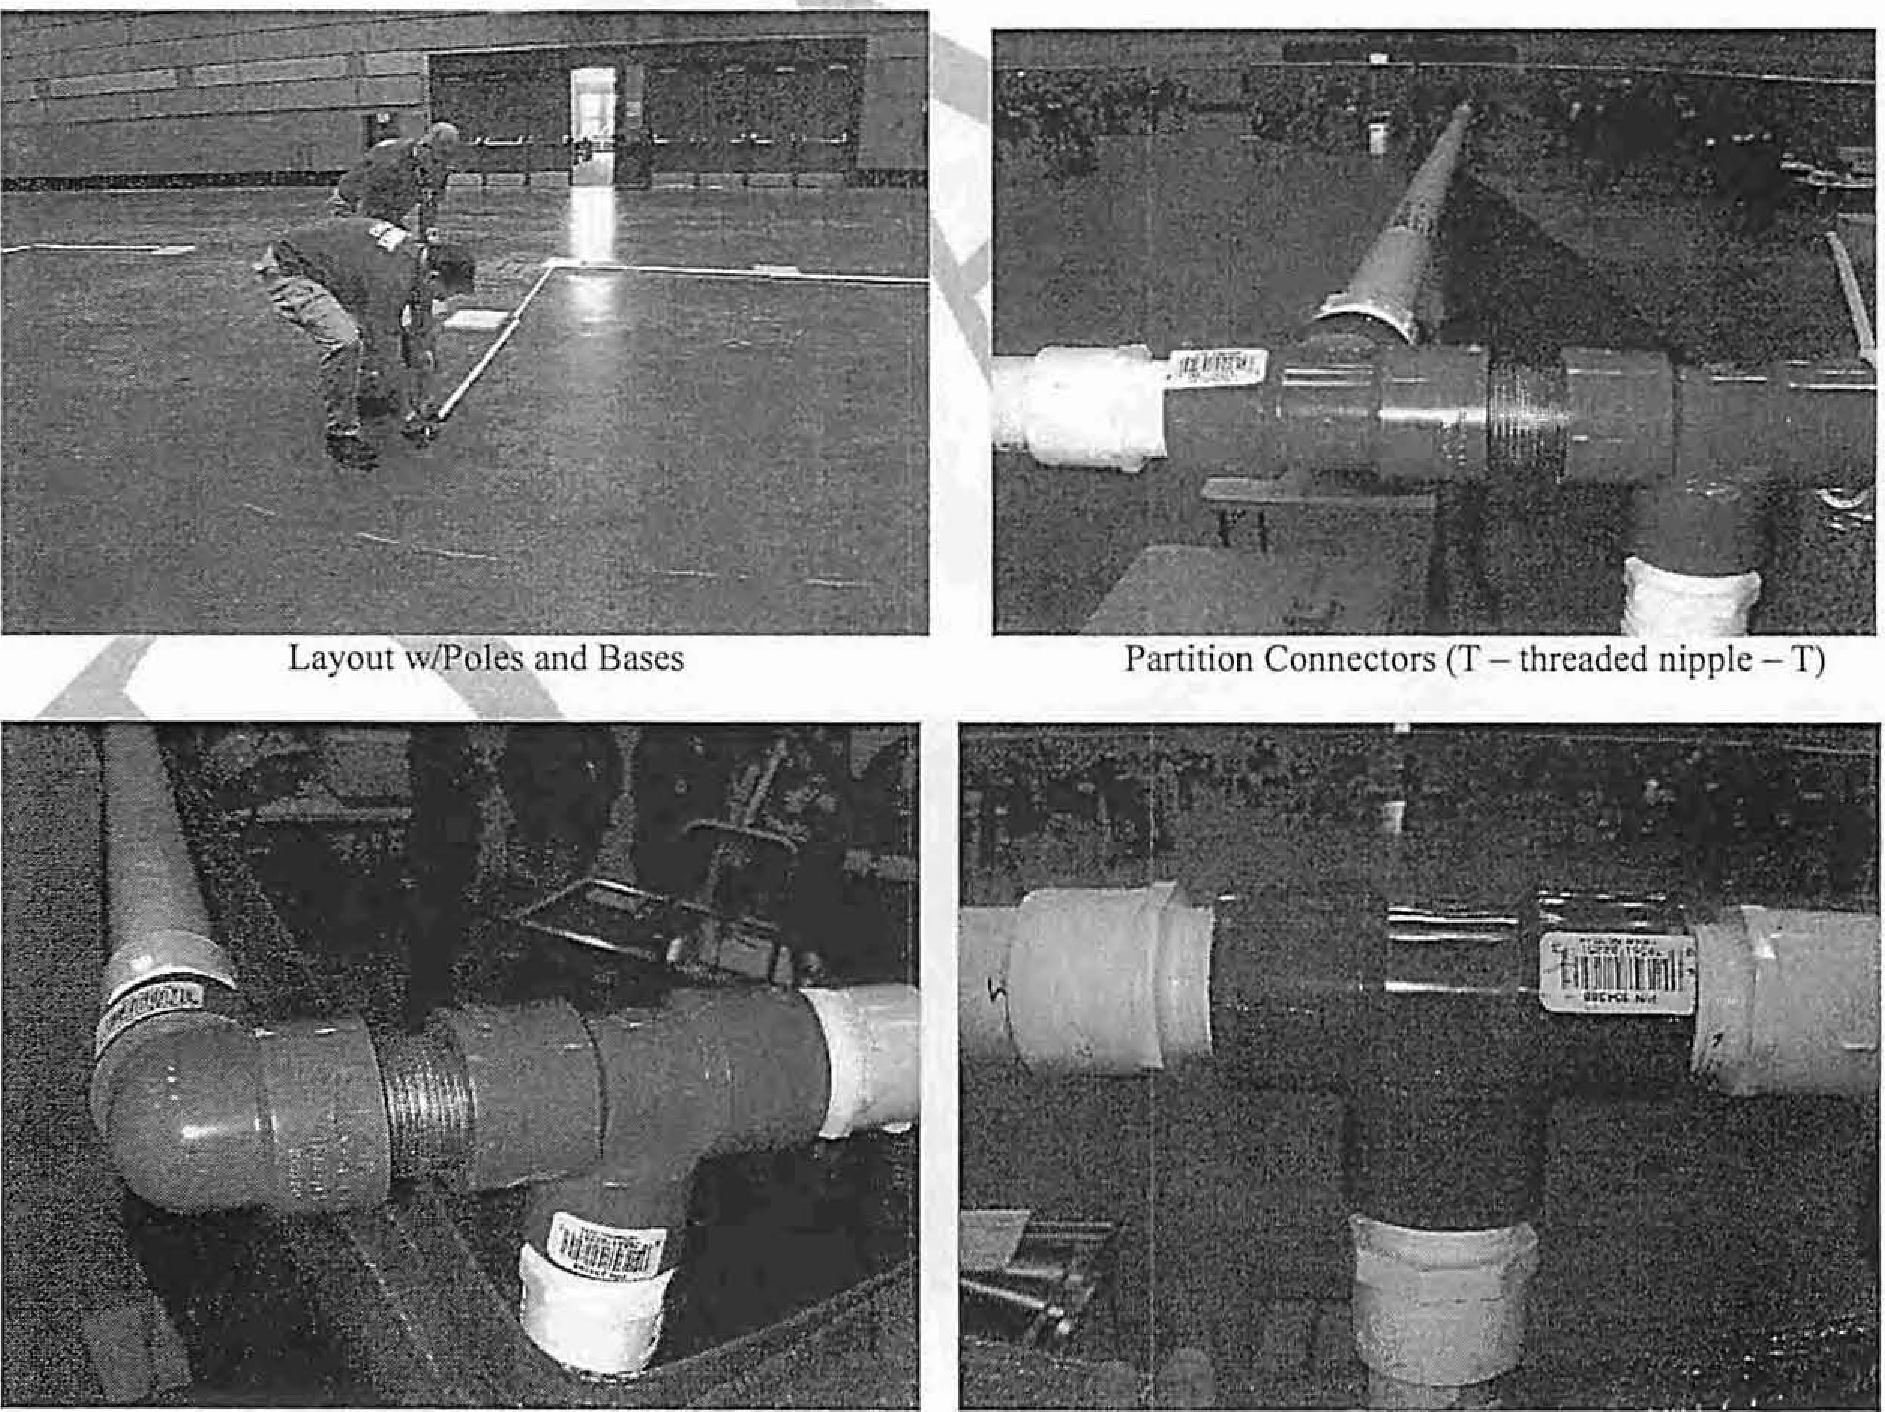 Layout w/Poles and Bases
Partition Connectors (T – threaded nipple – T)